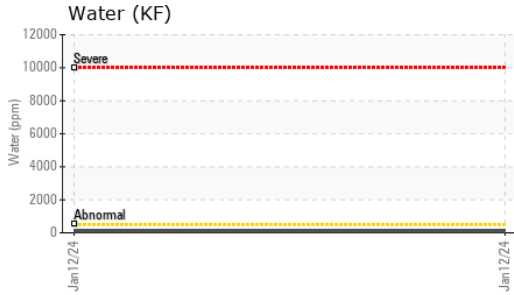 Water (KF)
12000
Severe
10000
8000
Water (ppm)
6000
4000
2000
Abnormal
0
Jan12/24
Jan12/24